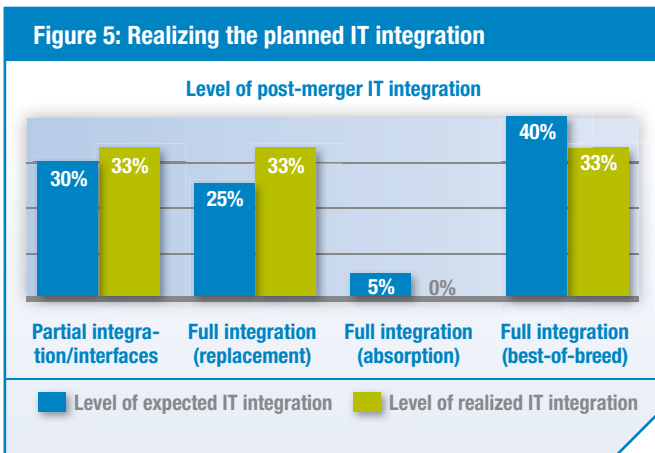 Figure 5: Realizing the planned IT integration
Level of post-merger IT integration
30%
33%
25%
33%
5%
0%
40%
33%
Partial integra-
tion/interfaces
Full integration
(replacement)
Full integration
(absorption)
Full integration
(best-of-breed)
Level of expected IT integration
Level of realized IT integration